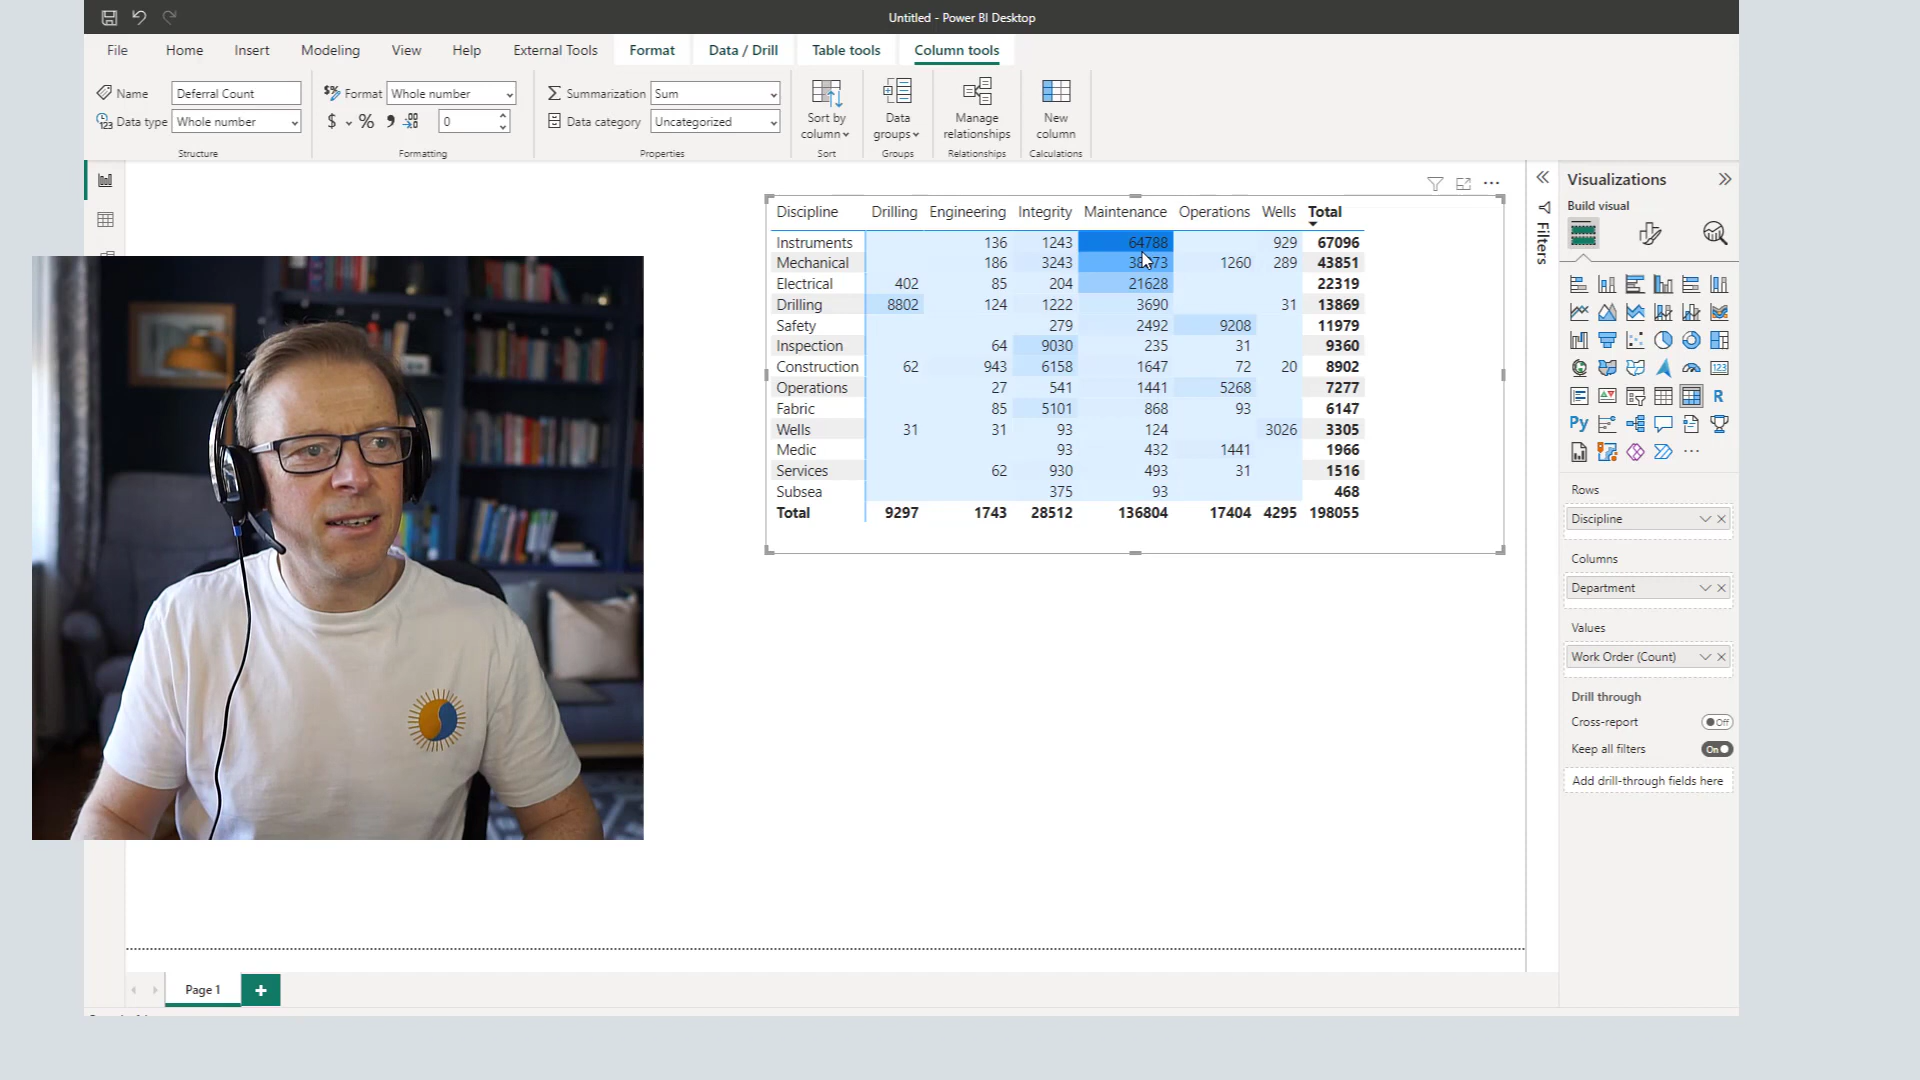 Untitled - Power BI Desktop
File Home Insert Modeling View Help External Tools Format Data / Drill Table tools Column tools
Name Deferral Count
Data type Whole number
Structure
Format Whole number
$ % 9 .00 0
Formatting
Summarization Sum
Data category Uncategorized
Properties
Sort by column
Sort
Data groups
Groups
Manage relationships
Relationships
New column
Calculations
Discipline Drilling Engineering Integrity Maintenance Operations Wells Total
Instruments 136 1243 64788 929 67096
Mechanical 186 3243 1260 289 43851
Electrical 402 85 204 21628 22319
Drilling 8802 124 1222 3690 31 13869
Safety 279 2492 9208 11979
Inspection 64 9030 235 31 9360
Construction 62 943 6158 1647 72 20 8902
Operations 27 541 1441 5268 7277
Fabric 85 5101 868 93 6147
Wells 31 31 93 124 3026 3305
Medic 93 432 1441 1966
Services 62 930 493 31 1516
Subsea 375 93 468
Total 9297 1743 28512 136804 17404 4295 198055
Filters
Visualizations
Build visual
123
R
Py
Rows
Discipline
Columns
Department
Values
Work Order (Count)
Drill through
Cross-report Off
Keep all filters On
Add drill-through fields here
Page 1